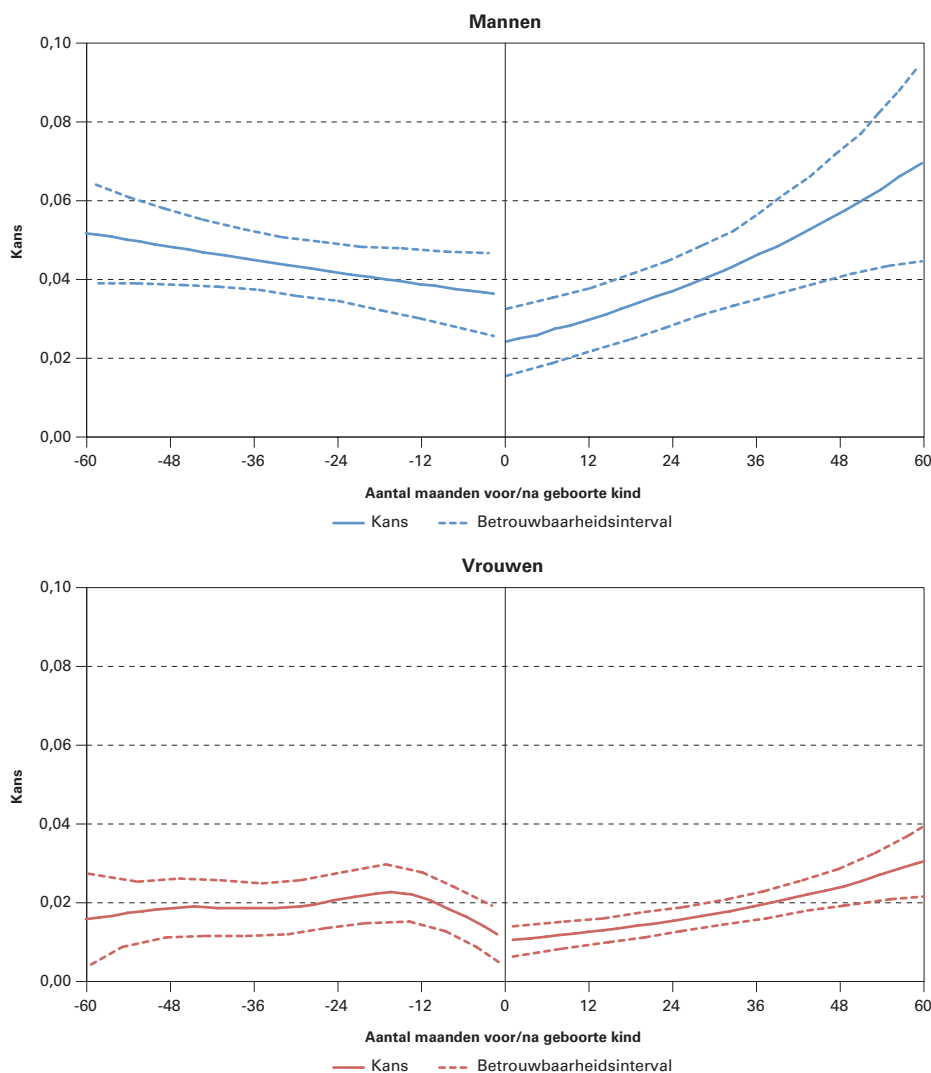 Mannen
0,10
0,08
0,06
0,04
0,02
0,00
Kans
-60 -48 -36 -24 -12 0 12 24 36 48 60
Aantal maanden voor/na geboorte kind
Kans Betrouwbaarheidsinterval
Vrouwen
0,10
0,08
0,06
0,04
0,02
0,00
Kans
-60 -48 -36 -24 -12 0 12 24 36 48 60
Aantal maanden voor/na geboorte kind
Kans Betrouwbaarheidsinterval